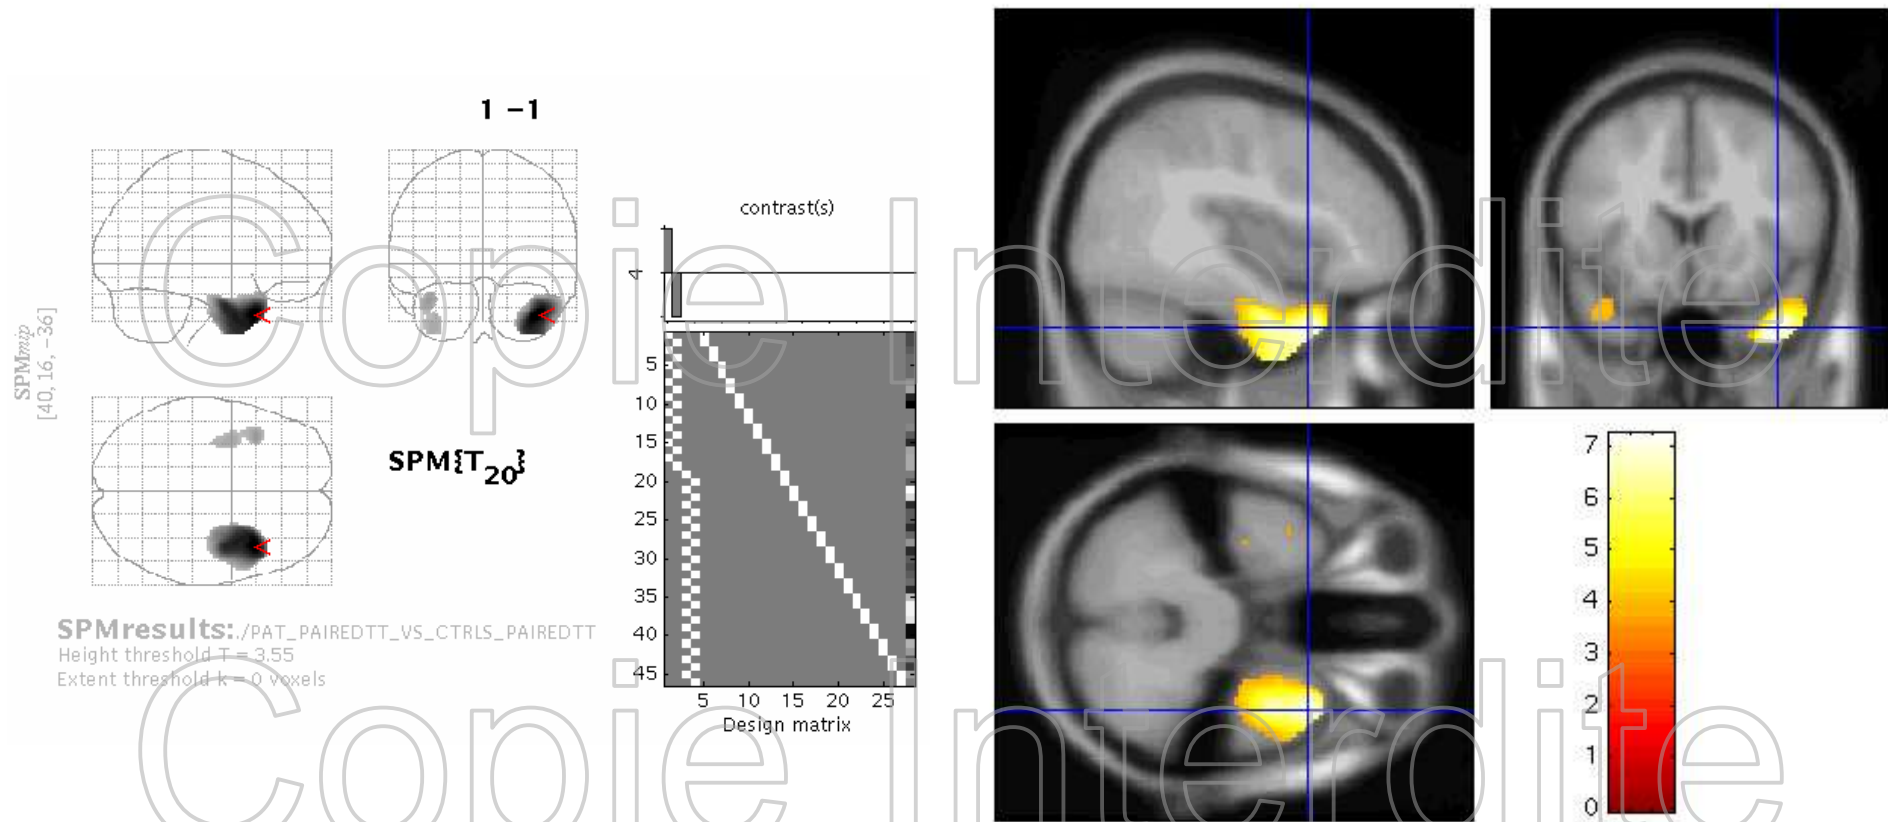 1 −1
contrast(s)
4
SPMmip
[40, 16, −36]
SPM{T20}
5
10
15
20
25
30
35
40
45
5 10 15 20 25
Design matrix
SPMresults:./PAT_PAIREDTT_VS_CTRLS_PAIREDTT
Height threshold T = 3.55
Extent threshold k = 0 voxels
7
6
5
4
3
2
1
0
Copie Interdite
Copie Interdite